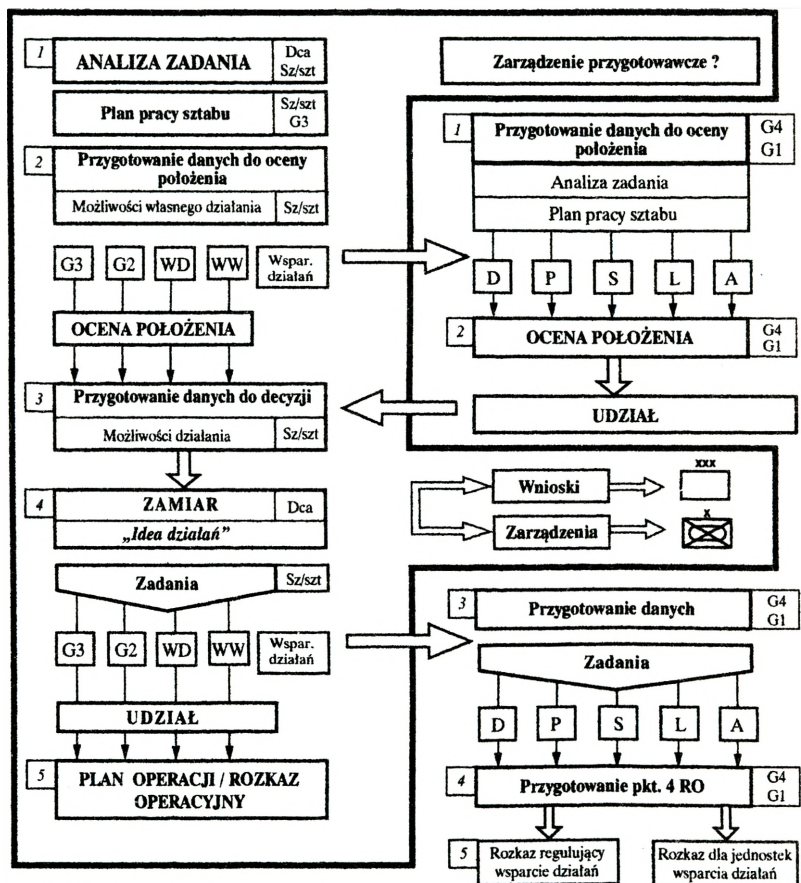 1
ANALIZA ZADANIA
Dca
Sz/szt
Plan pracy sztabu
Sz/szt
G3
2
Przygotowanie danych do oceny
położenia
Możliwości własnego działania
Sz/szt
G3
G2
WD
WW
Wspar.
działań
OCENA POŁOŻENIA
3
Przygotowanie danych do decyzji
Możliwości działania
Sz/szt
4
ZAMIAR
Dca
„Idea działań”
Zadania
Sz/szt
G3
G2
WD
WW
Wspar.
działań
UDZIAŁ
5
PLAN OPERACJI / ROZKAZ
OPERACYJNY
Zarządzenie przygotowawcze ?
1
Przygotowanie danych do oceny
położenia
G4
G1
Analiza zadania
Plan pracy sztabu
D
P
S
L
A
2
OCENA POŁOŻENIA
G4
G1
UDZIAŁ
Wnioski
xxx
Zarządzenia
x
3
Przygotowanie danych
G4
G1
Zadania
D
P
S
L
A
4
Przygotowanie pkt. 4 RO
G4
G1
5
Rozkaz regulujący
wsparcie działań
Rozkaz dla jednostek
wsparcia działań